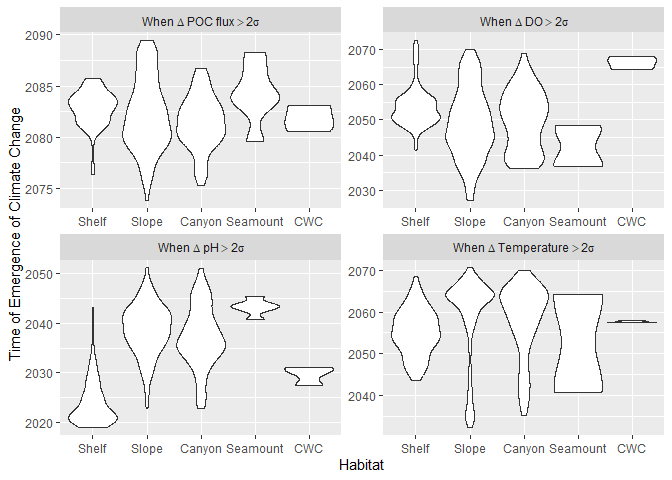 When Δ POC flux > 2σ
When Δ DO > 2σ
2090
2085
2080
2075
2070
2060
2050
2040
2030
Shelf Slope Canyon Seamount CWC
Shelf Slope Canyon Seamount CWC
Time of Emergence of Climate Change
When Δ pH > 2σ
When Δ Temperature > 2σ
2050
2040
2030
2020
2070
2060
2050
2040
Shelf Slope Canyon Seamount CWC
Shelf Slope Canyon Seamount CWC
Habitat